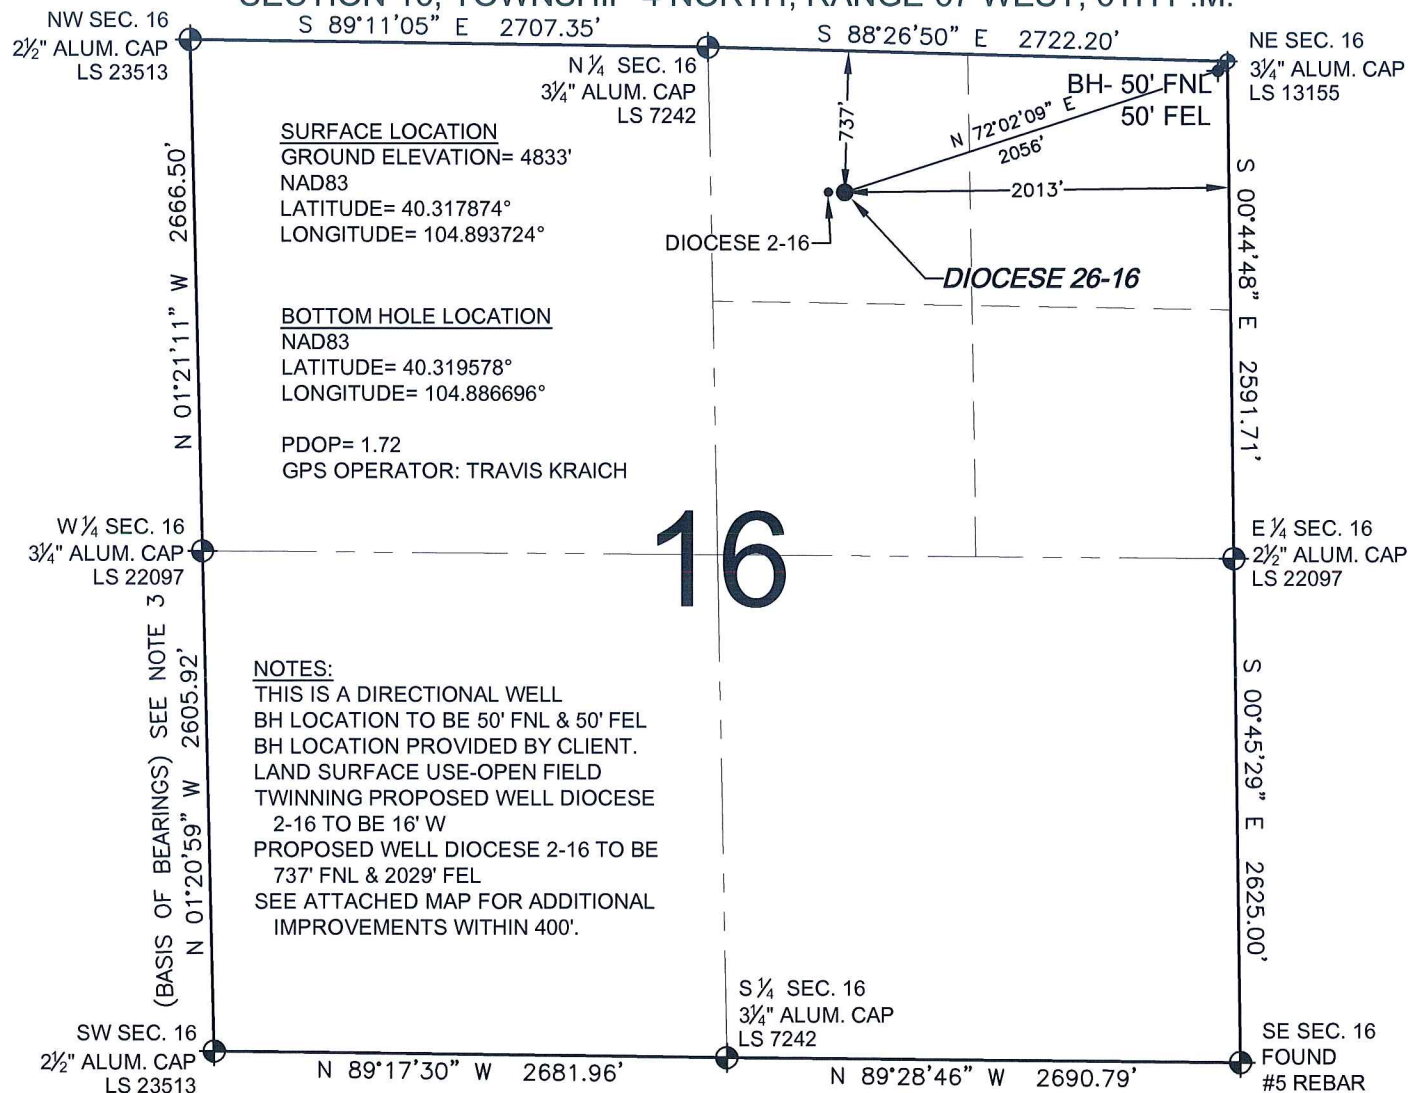 SECTION 16, TOWNSHIP 4 NORTH, RANGE 67 WEST, 6TH P.M.
NW SEC. 16
2½" ALUM. CAP
LS 23513
S 89°11'05" E 2707.35'
N ¼ SEC. 16
3¼" ALUM. CAP
LS 7242
S 88°26'50" E 2722.20'
NE SEC. 16
3¼" ALUM. CAP
LS 13155
BH- 50' FNL
50' FEL
737'
N 72°02'09" E
2056'
2013'
DIOCESE 2-16
DIOCESE 26-16
SURFACE LOCATION
GROUND ELEVATION= 4833'
NAD83
LATITUDE= 40.317874°
LONGITUDE= 104.893724°
BOTTOM HOLE LOCATION
NAD83
LATITUDE= 40.319578°
LONGITUDE= 104.886696°
PDOP= 1.72
GPS OPERATOR: TRAVIS KRAICH
N 01°21'11" W 2666.50'
S 00°44'48" E 2591.71'
W ¼ SEC. 16
3¼" ALUM. CAP
LS 22097
16
E ¼ SEC. 16
2½" ALUM. CAP
LS 22097
(BASIS OF BEARINGS) SEE NOTE 3
N 01°20'59" W 2605.92'
NOTES:
THIS IS A DIRECTIONAL WELL
BH LOCATION TO BE 50' FNL & 50' FEL
BH LOCATION PROVIDED BY CLIENT.
LAND SURFACE USE-OPEN FIELD
TWINNING PROPOSED WELL DIOCESE
2-16 TO BE 16' W
PROPOSED WELL DIOCESE 2-16 TO BE
737' FNL & 2029' FEL
SEE ATTACHED MAP FOR ADDITIONAL
IMPROVEMENTS WITHIN 400'.
S 00°45'29" E 2625.00'
SW SEC. 16
2½" ALUM. CAP
LS 23513
N 89°17'30" W 2681.96'
S ¼ SEC. 16
3¼" ALUM. CAP
LS 7242
N 89°28'46" W 2690.79'
SE SEC. 16
FOUND
#5 REBAR